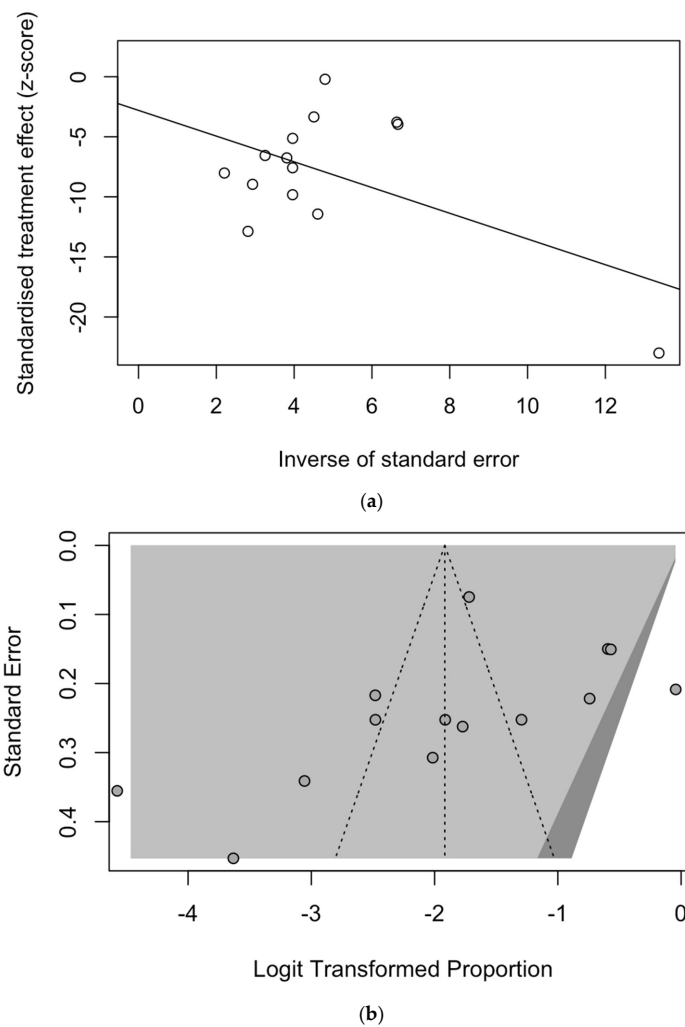 Standardised treatment effect (z-score)
0
-5
-10
-15
-20
0 2 4 6 8 10 12
Inverse of standard error
(a)
Standard Error
0.0
0.1
0.2
0.3
0.4
-4 -3 -2 -1 0
Logit Transformed Proportion
(b)